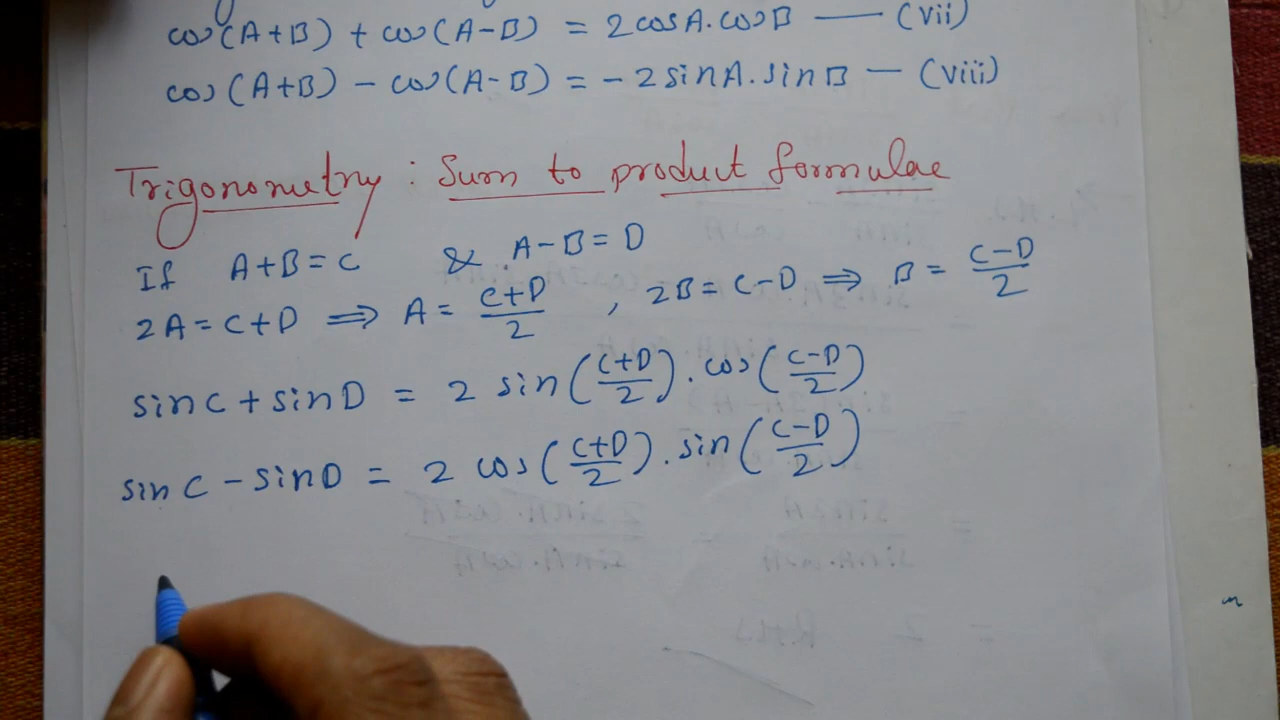 cos(A+B) + cos(A-B) = 2cosA.cosB — (vii)
cos(A+B) - cos(A-B) = -2sinA.sinB — (viii)
Trigonometry : Sum to product formulae
If A+B=C & A-B=D
2A=C+D ⇒ A= (C+D)/2 , 2B=C-D ⇒ B= (C-D)/2
sinC+sinD = 2 sin((C+D)/2).cos((C-D)/2)
sinC-sinD = 2 cos((C+D)/2).sin((C-D)/2)